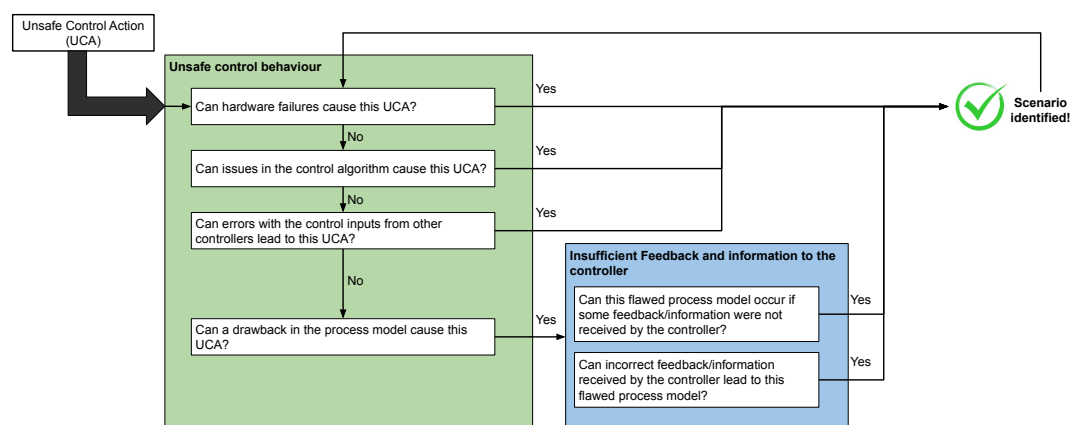 Unsafe Control Action
(UCA)
Unsafe control behaviour
Can hardware failures cause this UCA?
Yes
Scenario
identified!
No
Can issues in the control algorithm cause this UCA?
Yes
No
Can errors with the control inputs from other
controllers lead to this UCA?
Yes
No
Insufficient Feedback and information to the
controller
Can this flawed process model occur if
some feedback/information were not
received by the controller?
Yes
Can a drawback in the process model cause this
UCA?
Yes
Can incorrect feedback/information
received by the controller lead to this
flawed process model?
Yes